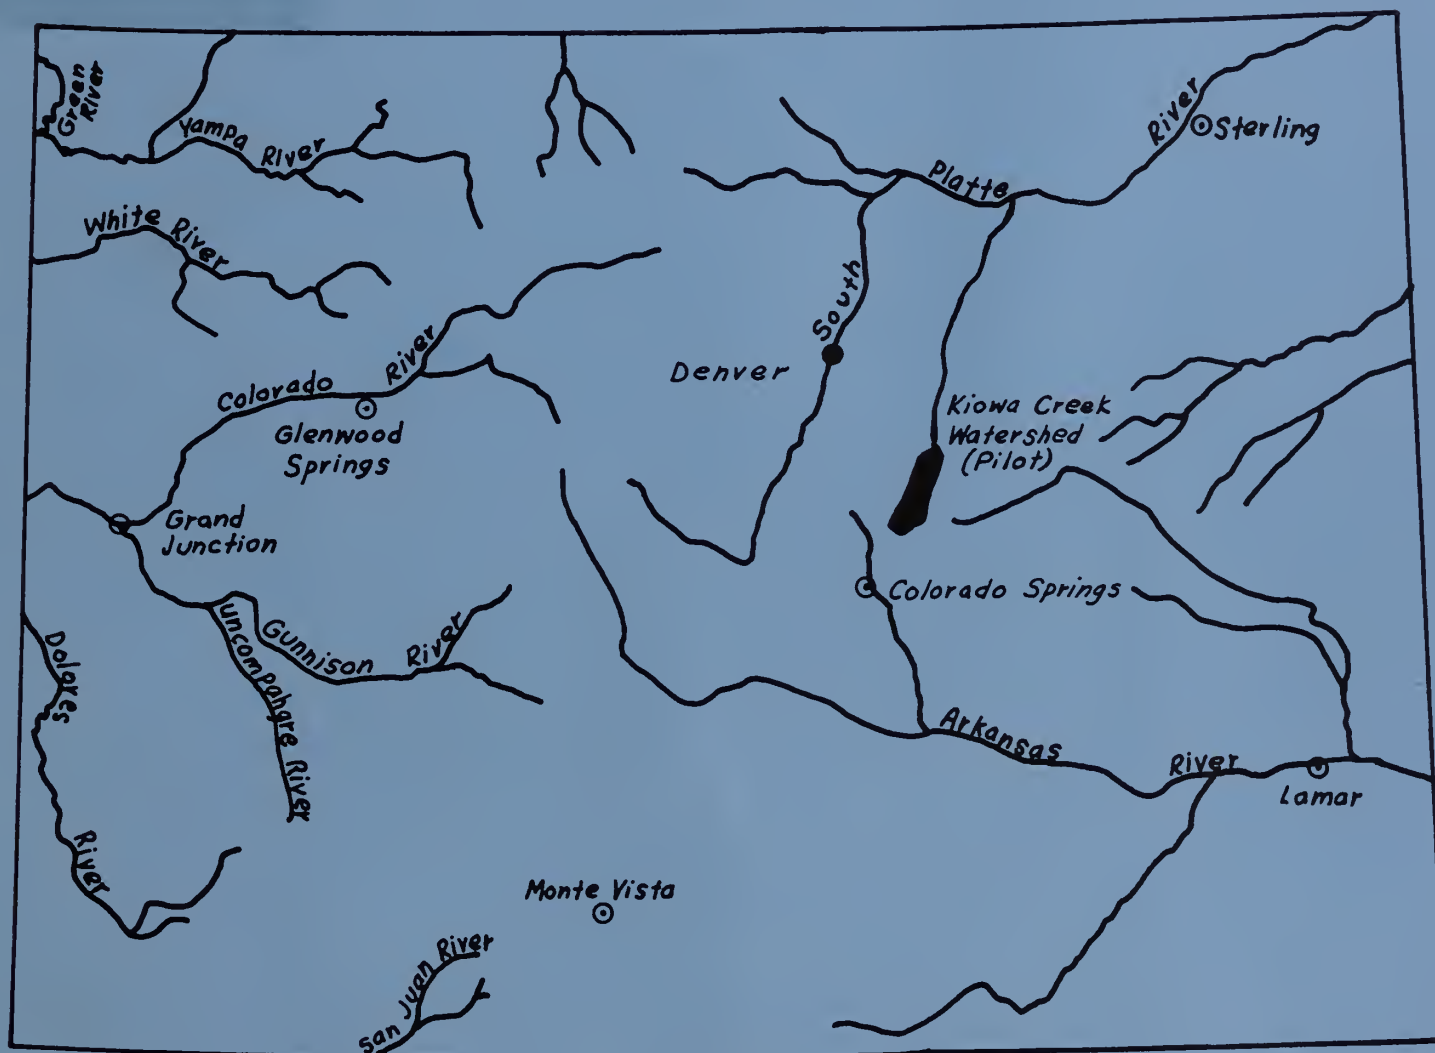 Green
River
Yampa River
White River
River
Sterling
Platte
South
Denver
Colorado River
Glenwood
Springs
Kiowa Creek
Watershed
(Pilot)
Grand
Junction
Colorado Springs
Uncompahgre River
Gunnison River
Dolores
River
Arkansas River
Lamar
Monte Vista
San Juan River